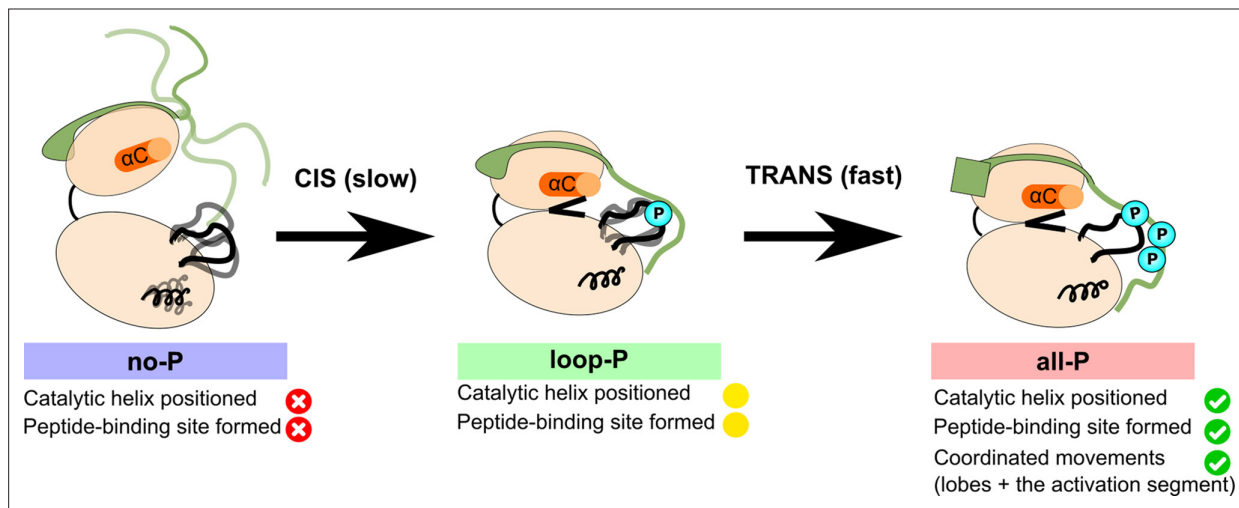 αC
CIS (slow)
αC
P
TRANS (fast)
αC
P
P
P
no-P
Catalytic helix positioned
Peptide-binding site formed
loop-P
Catalytic helix positioned
Peptide-binding site formed
all-P
Catalytic helix positioned
Peptide-binding site formed
Coordinated movements
(lobes + the activation segment)